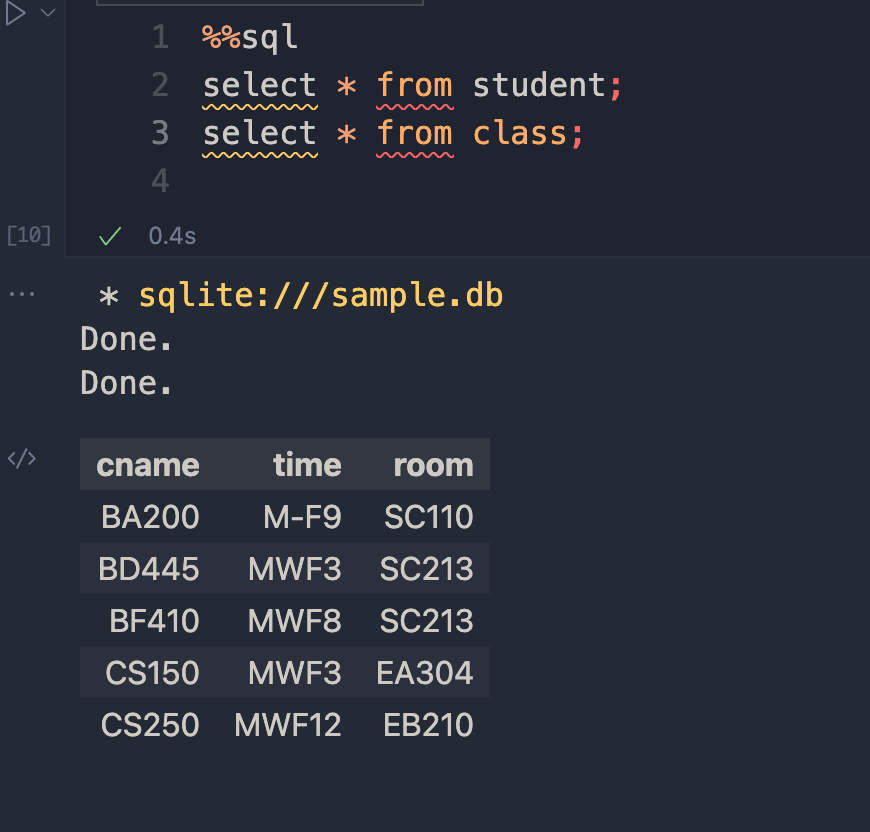 1 %%sql
2 select * from student;
3 select * from class;
4
[10] 0.4s
* sqlite:///sample.db
Done.
Done.
cname time room
BA200 M-F9 SC110
BD445 MWF3 SC213
BF410 MWF8 SC213
CS150 MWF3 EA304
CS250 MWF12 EB210